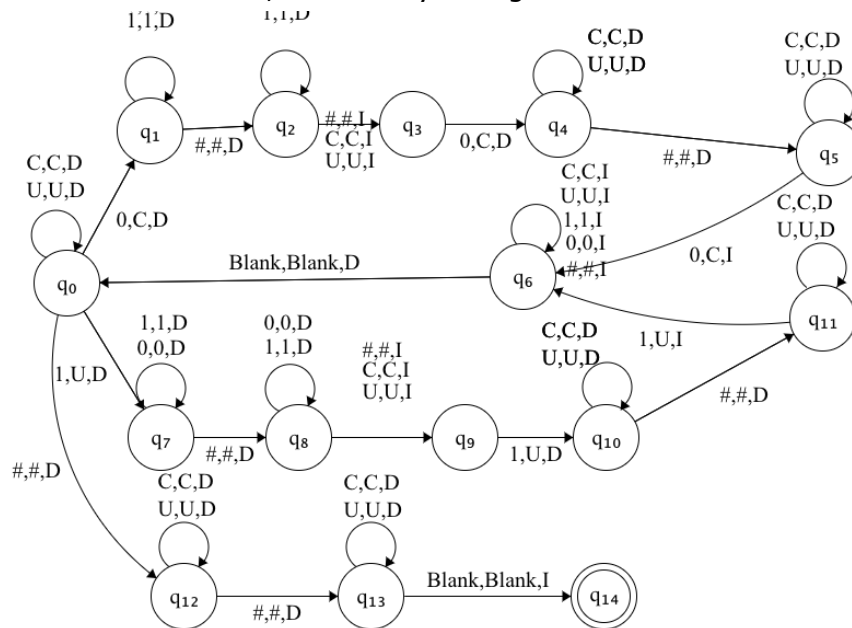 1,1,D
1,1,D
C,C,D
U,U,D
C,C,D
U,U,D
q₁
#,#,D
q₂
#,#,I
C,C,I
U,U,I
q₃
0,C,D
q₄
#,#,D
q₅
C,C,D
U,U,D
0,C,D
C,C,I
U,U,I
1,1,I
0,0,I
#,#,I
C,C,D
U,U,D
0,C,I
q₀
Blank,Blank,D
q₆
q₁₁
1,1,D
0,0,D
0,0,D
1,1,D
#,#,I
C,C,I
U,U,I
C,C,D
U,U,D
1,U,I
1,U,D
#,#,D
q₇
#,#,D
q₈
q₉
1,U,D
q₁₀
#,#,D
C,C,D
U,U,D
C,C,D
U,U,D
q₁₂
#,#,D
q₁₃
Blank,Blank,I
q₁₄